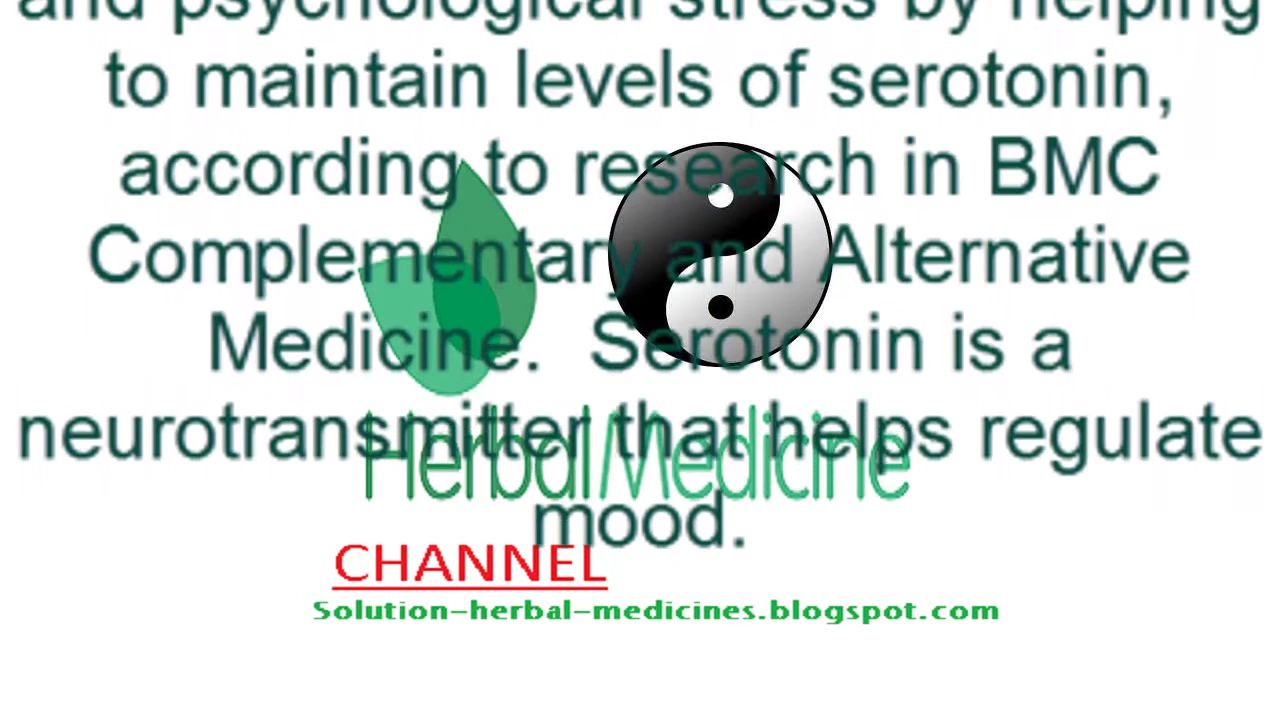 and psychological stress by helping
to maintain levels of serotonin,
according to research in BMC
Complementary and Alternative
Medicine.  Serotonin is a
neurotransmitter that helps regulate
mood.
Herbal Medicine
CHANNEL
Solution-herbal-medicines.blogspot.com